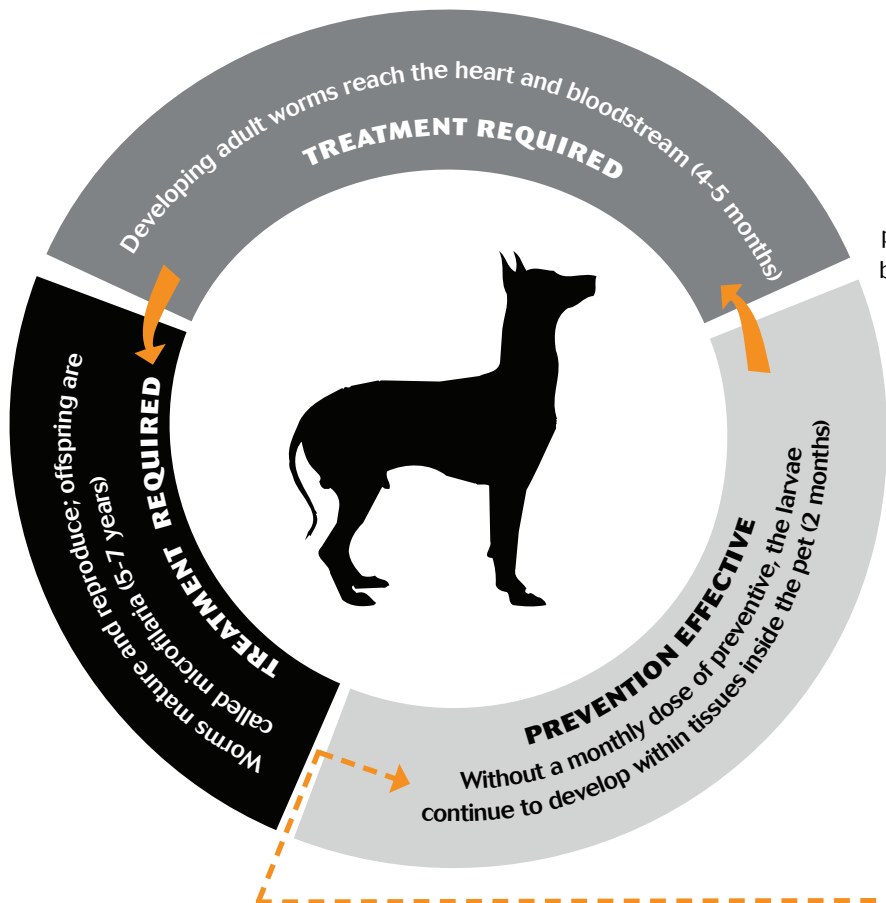 Developing adult worms reach the heart and bloodstream (4-5 months)
TREATMENT REQUIRED
PREVENTION EFFECTIVE
Without a monthly dose of preventive, the larvae
continue to develop within tissues inside the pet (2 months)
Worms mature and reproduce; offspring are
called microfilaria (5-7 years)
TREATMENT REQUIRED